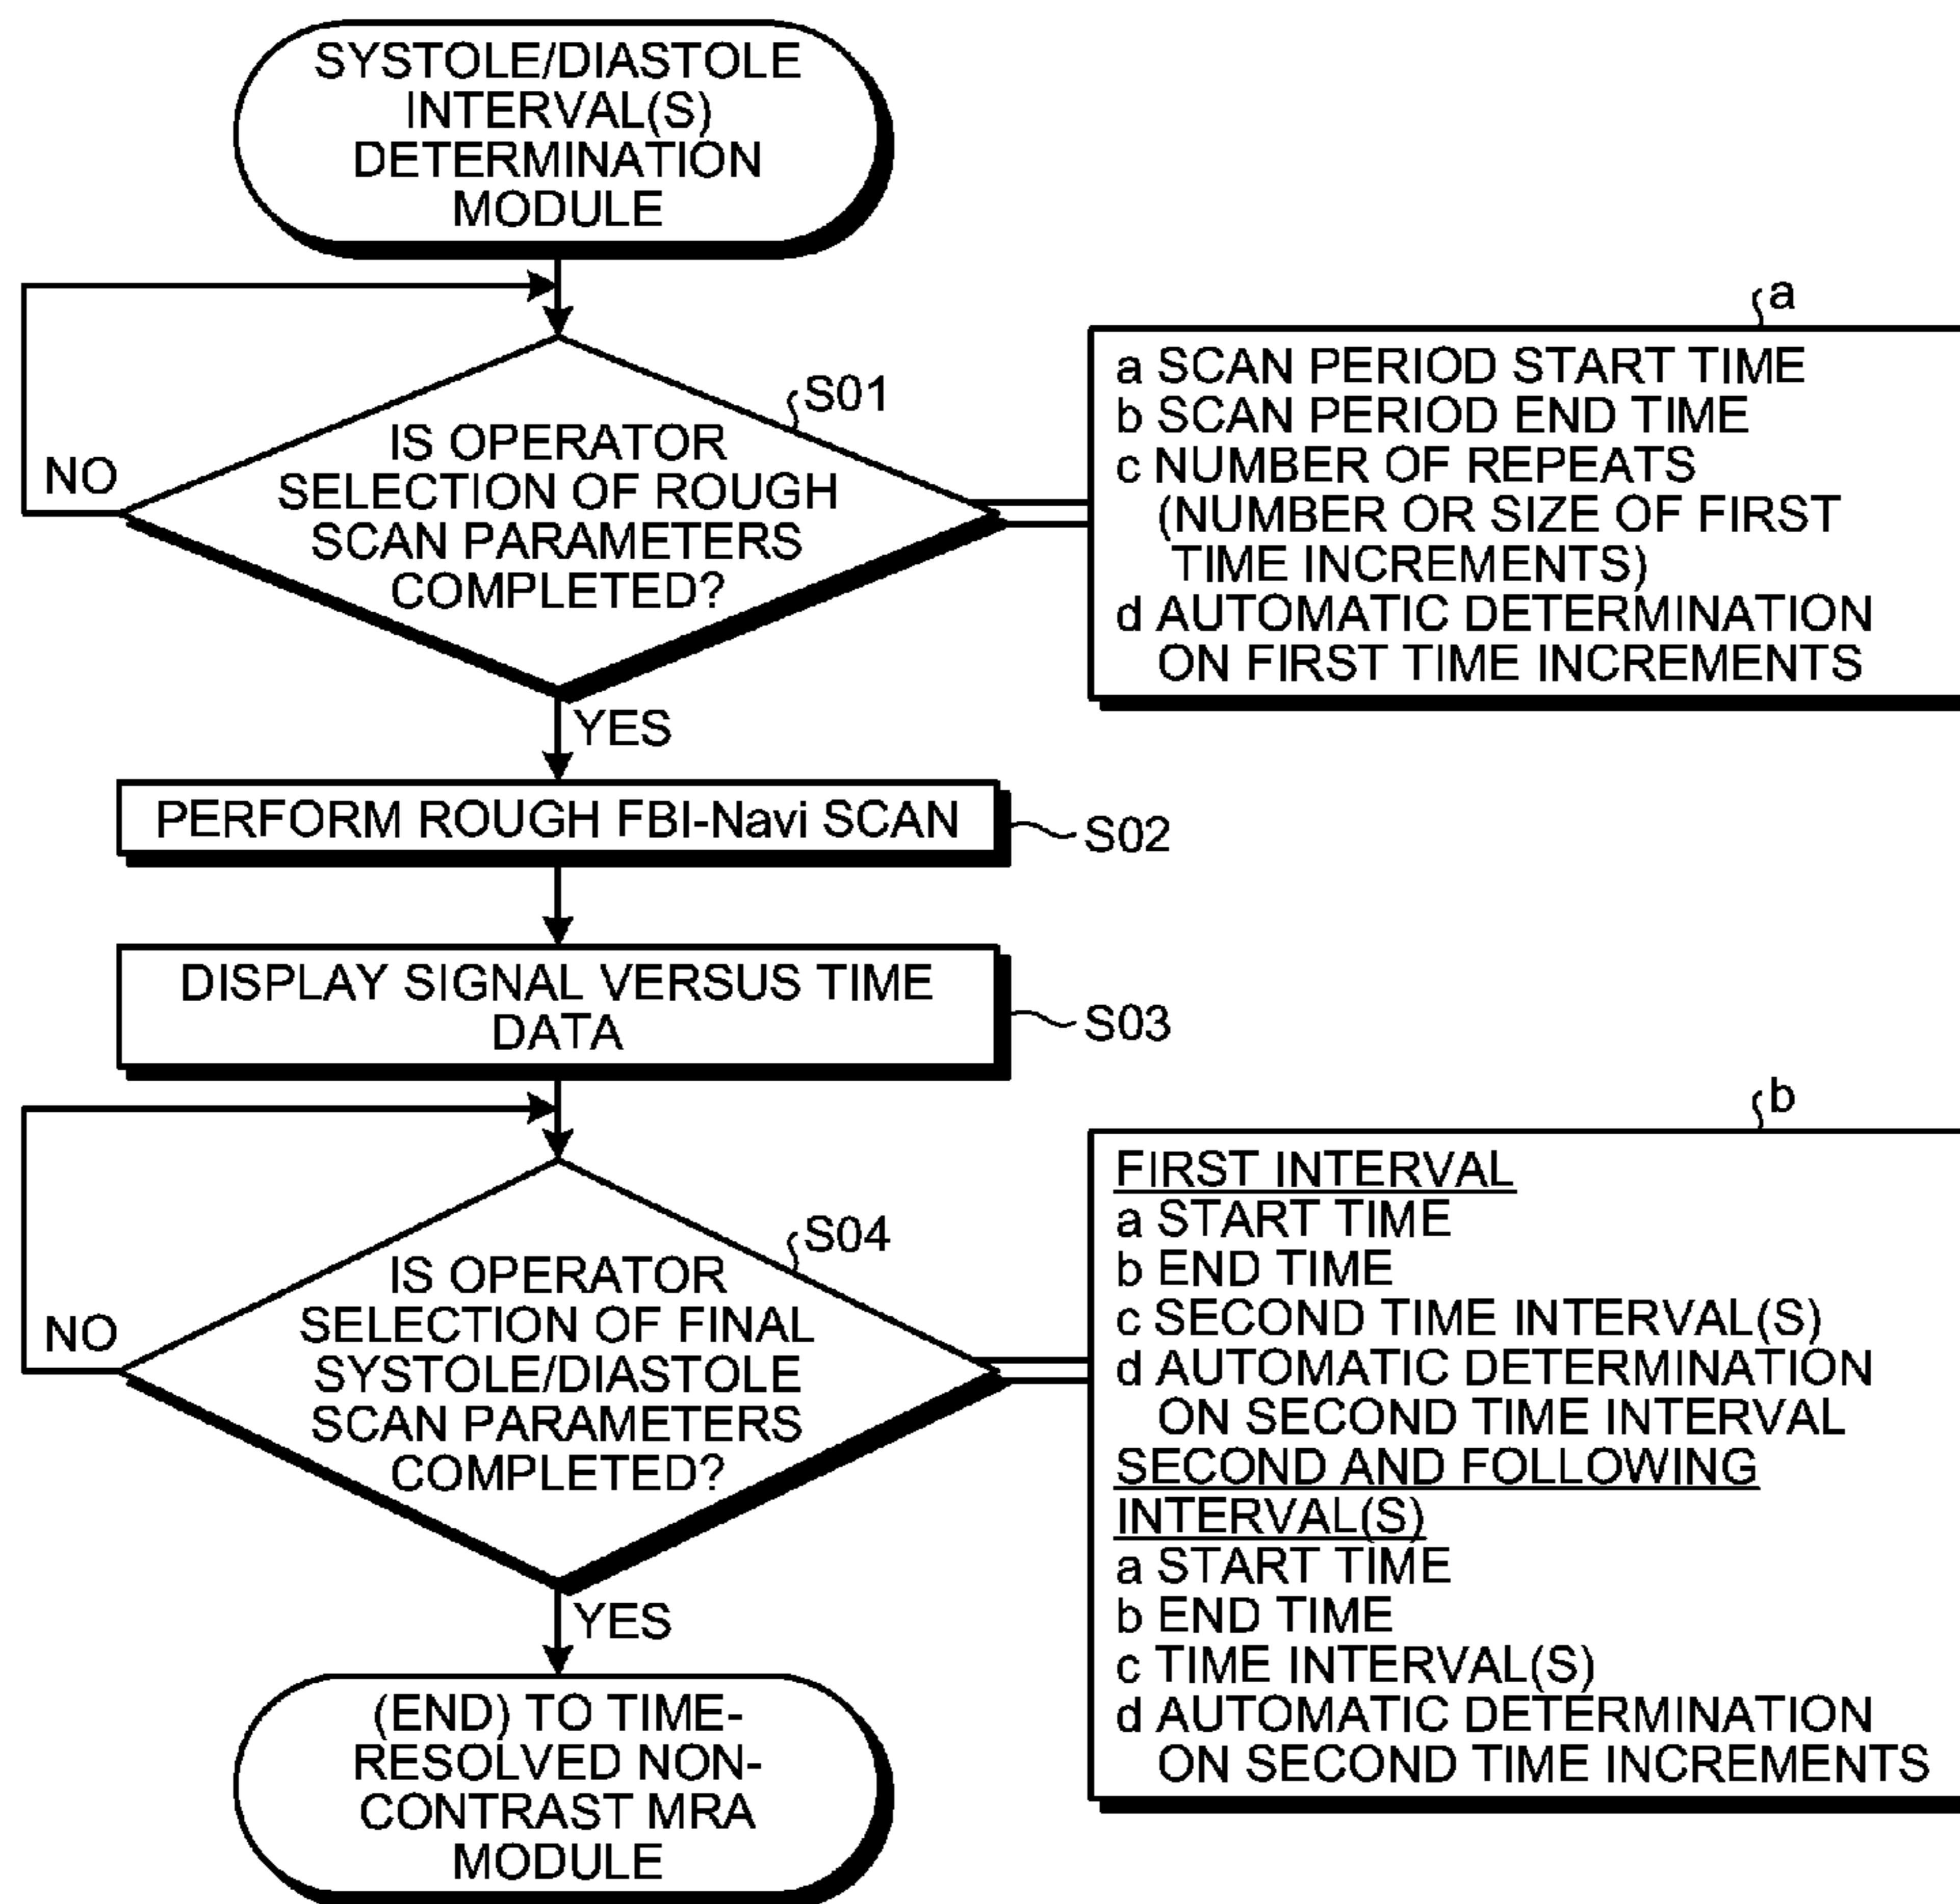 SYSTOLE/DIASTOLE
INTERVAL(S)
DETERMINATION
MODULE
S01
IS OPERATOR
SELECTION OF ROUGH
SCAN PARAMETERS
COMPLETED?
NO
YES
a
a SCAN PERIOD START TIME
b SCAN PERIOD END TIME
c NUMBER OF REPEATS
(NUMBER OR SIZE OF FIRST
TIME INCREMENTS)
d AUTOMATIC DETERMINATION
ON FIRST TIME INCREMENTS
PERFORM ROUGH FBI-Navi SCAN
S02
DISPLAY SIGNAL VERSUS TIME
DATA
S03
S04
IS OPERATOR
SELECTION OF FINAL
SYSTOLE/DIASTOLE
SCAN PARAMETERS
COMPLETED?
NO
YES
b
FIRST INTERVAL
a START TIME
b END TIME
c SECOND TIME INTERVAL(S)
d AUTOMATIC DETERMINATION
ON SECOND TIME INTERVAL
SECOND AND FOLLOWING
INTERVAL(S)
a START TIME
b END TIME
c TIME INTERVAL(S)
d AUTOMATIC DETERMINATION
ON SECOND TIME INCREMENTS
(END) TO TIME-
RESOLVED NON-
CONTRAST MRA
MODULE